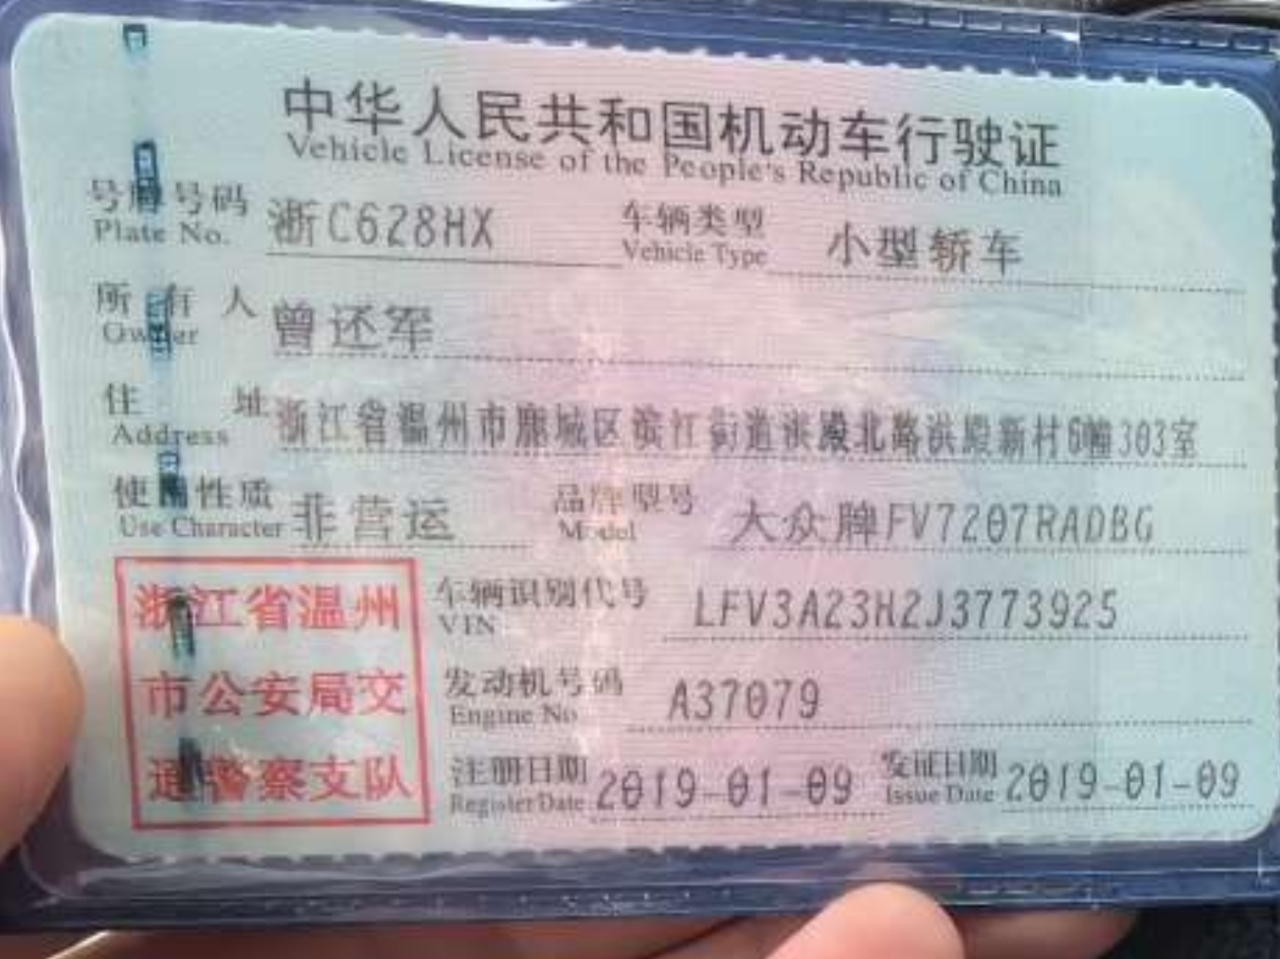 中华人民共和国机动车行驶证
Vehicle License of the People's Republic of China
号牌号码 浙C628HX 车辆类型 小型轿车
Plate No. Vehicle Type
所有人 曾还军
Owner
住址 浙江省温州市鹿城区滨江街道洪殿北路洪殿新村6幢303室
Address
使用性质 非营运 品牌型号 大众牌FV7207RADBG
Use Character Model
浙江省温州
市公安局交
通警察支队
车辆识别代号 LFV3A23H2J3773925
VIN
发动机号码 A37079
Engine No.
注册日期 2019-01-09 发证日期 2019-01-09
Register Date Issue Date